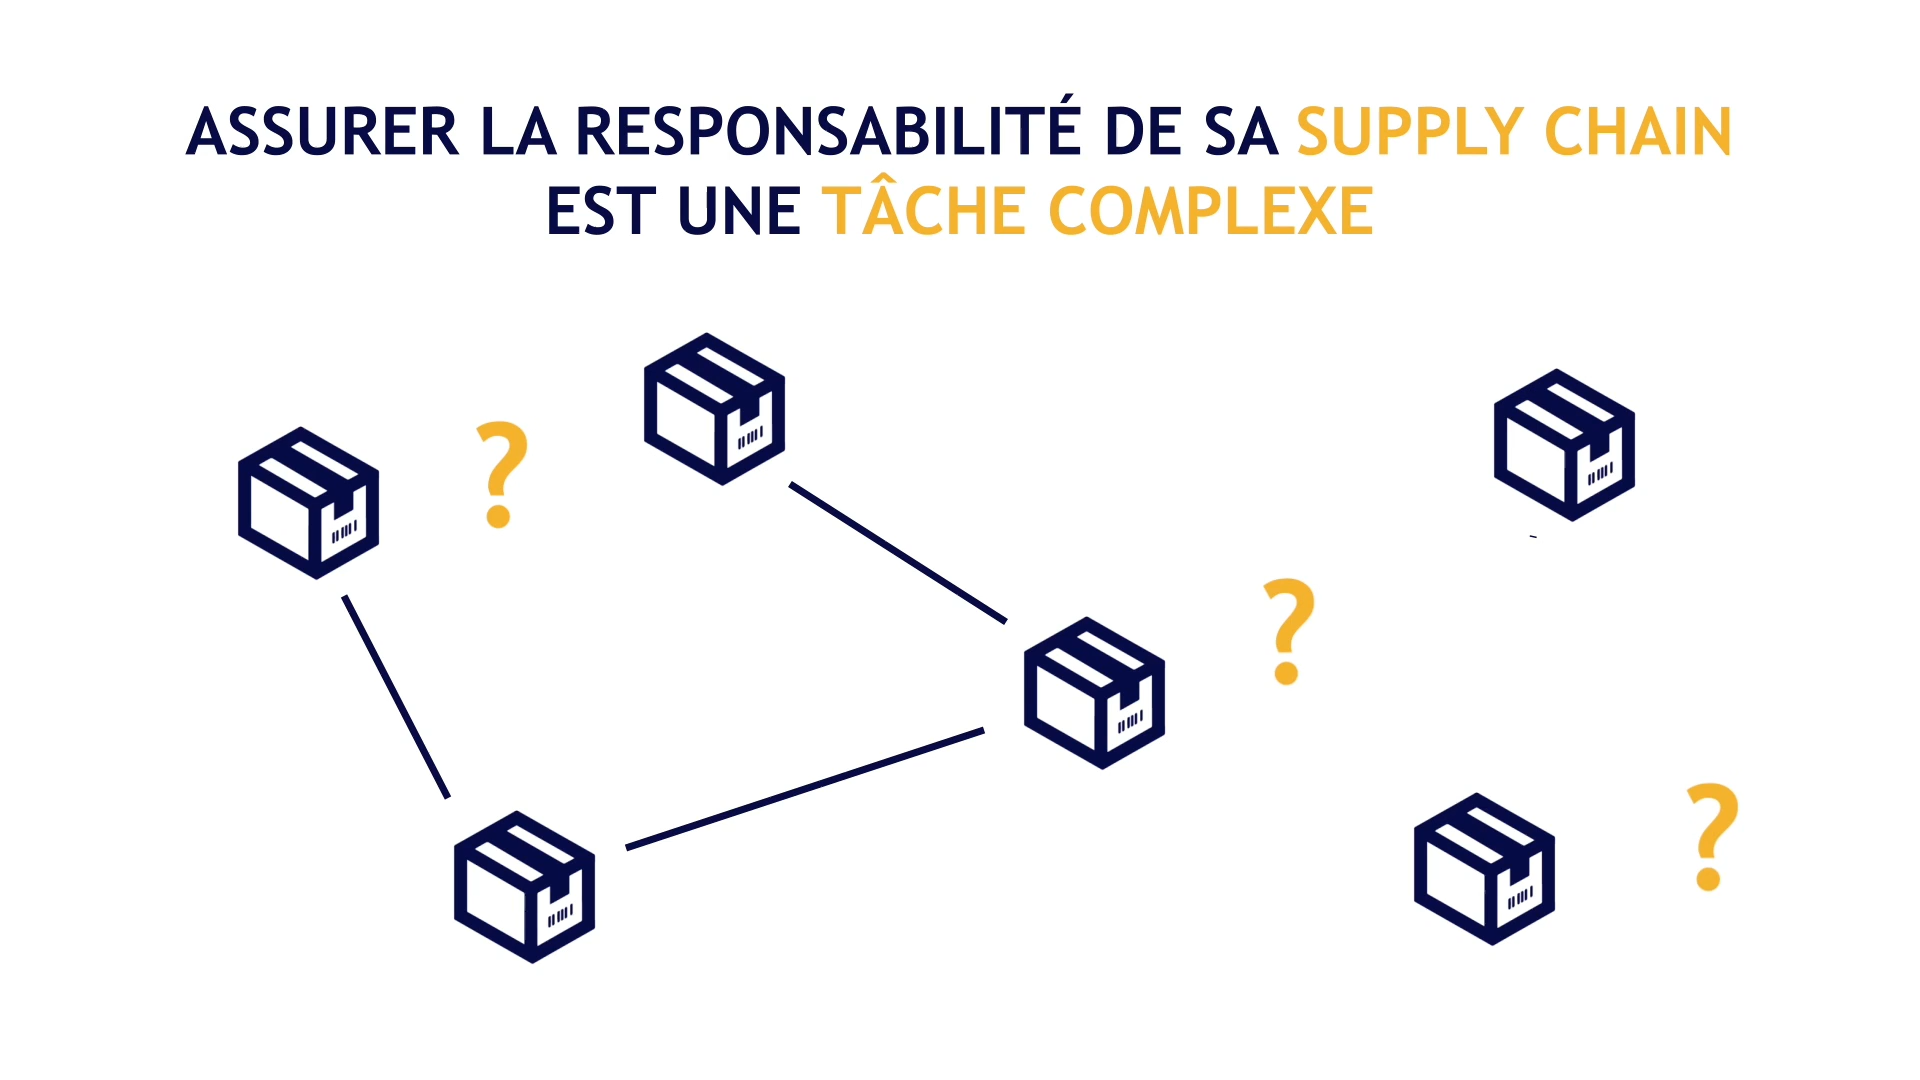 ASSURER LA RESPONSABILITÉ DE SA SUPPLY CHAIN
EST UNE TÂCHE COMPLEXE
?
?
?